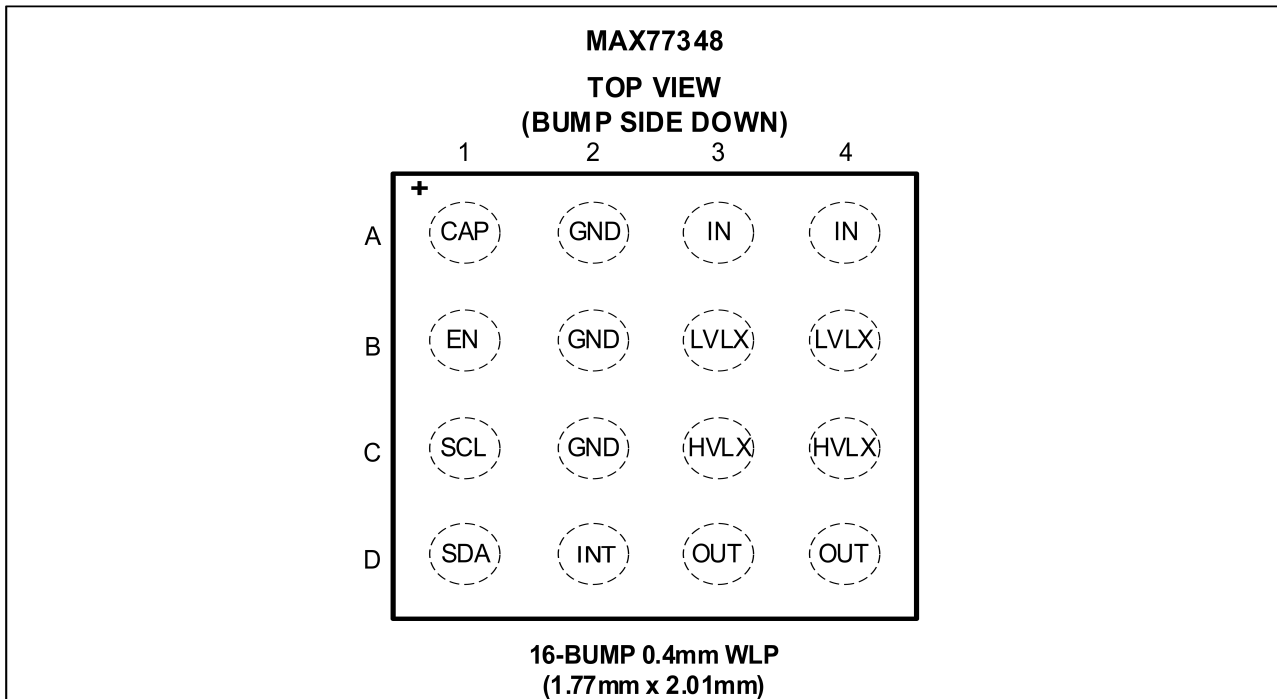 MAX77348
TOP VIEW
(BUMP SIDE DOWN)
1 2 3 4
+
A CAP GND IN IN
B EN GND LVLX LVLX
C SCL GND HVLX HVLX
D SDA INT OUT OUT
16-BUMP 0.4mm WLP
(1.77mm x 2.01mm)